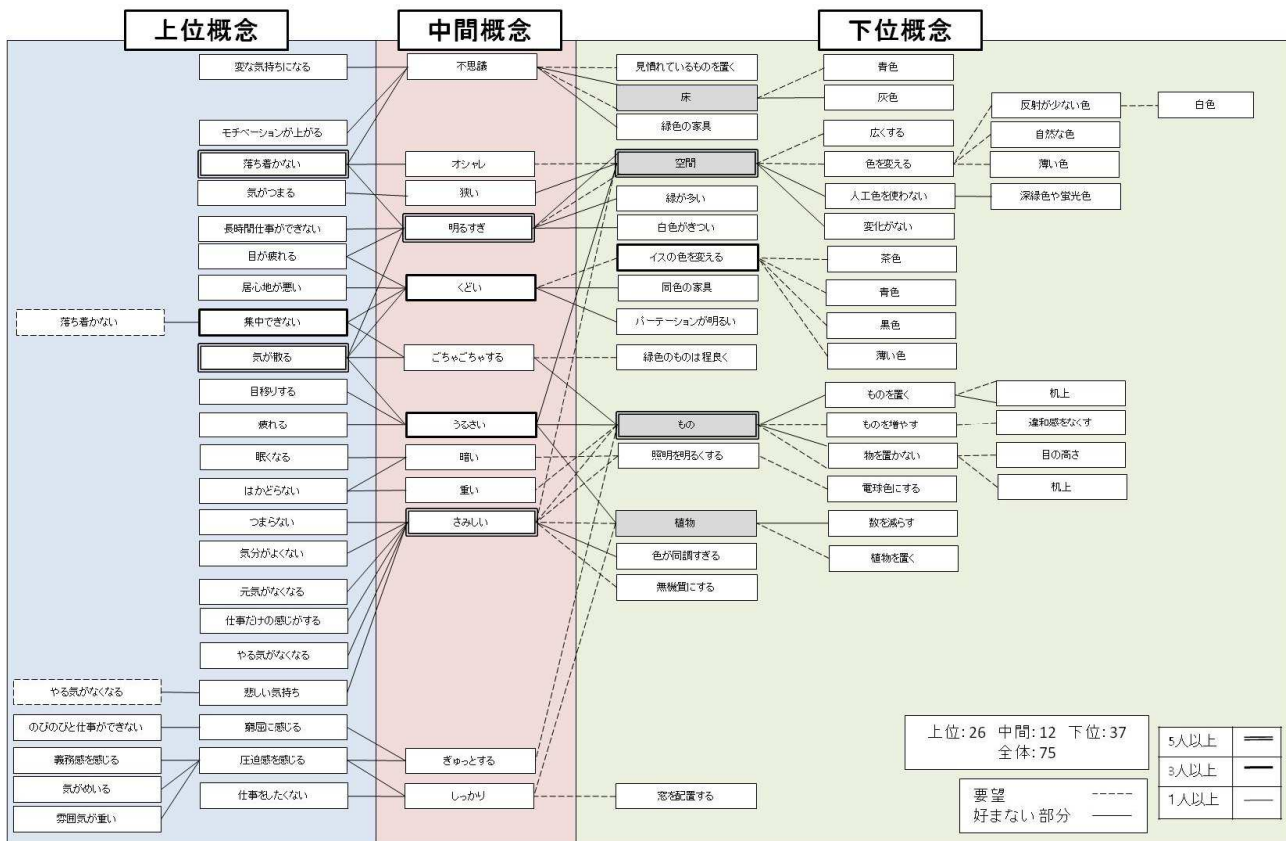 上位概念
中間概念
下位概念
変な気持ちになる
モチベーションが上がる
落ち着かない
気がつまる
長時間仕事ができない
目が疲れる
居心地が悪い
落ち着かない
集中できない
気が散る
目移りする
疲れる
眠くなる
はかどらない
つまらない
気分がよくない
元気がなくなる
仕事だけの感じがする
やる気がなくなる
やる気がなくなる
悲しい気持ち
のびのびと仕事ができない
窮屈に感じる
義務感を感じる
圧迫感を感じる
気がめいる
仕事をしたくない
雰囲気が重い
不思議
オシャレ
狭い
明るすぎ
くどい
ごちゃごちゃする
うるさい
暗い
重い
さみしい
ぎゅっとする
しっかり
見慣れているものを置く
床
緑色の家具
空間
緑が多い
白色がきつい
イスの色を変える
同色の家具
パーテーションが明るい
緑色のものは程良く
もの
照明を明るくする
植物
色が同調すぎる
無機質にする
窓を配置する
青色
灰色
広くする
色を変える
人工色を使わない
変化がない
茶色
青色
黒色
薄い色
ものを置く
ものを増やす
物を置かない
電球色にする
数を減らす
植物を置く
反射が少ない色
自然な色
薄い色
深緑色や蛍光色
机上
違和感をなくす
目の高さ
机上
白色
上位:26 中間:12 下位:37
全体:75
要望
好まない部分
5人以上
3人以上
1人以上